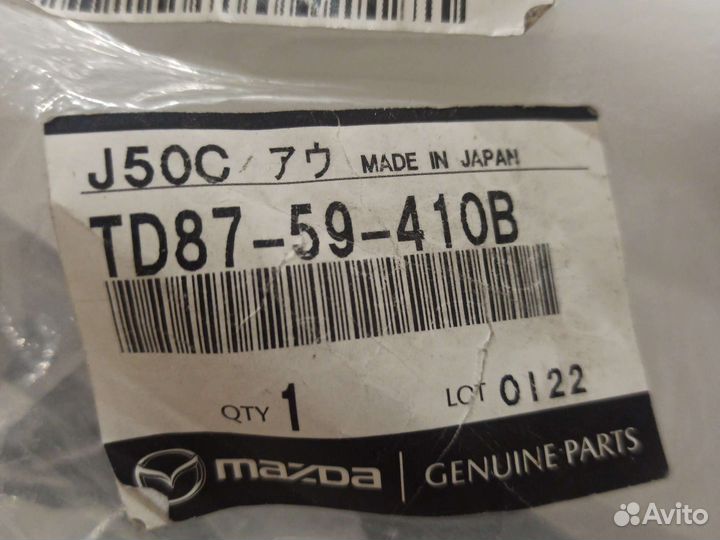 J50C アウ MADE IN JAPAN
TD87-59-410B
QTY 1 LOT 0122
mazda GENUINE PARTS
Avito